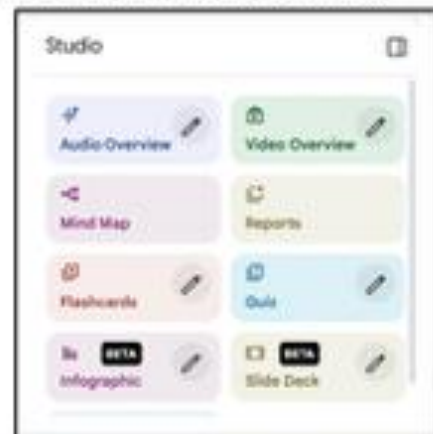 Studio
Audio Overview
Video Overview
Mind Map
Reports
Flashcards
Quiz
BETA
Infographic
BETA
Slide Deck